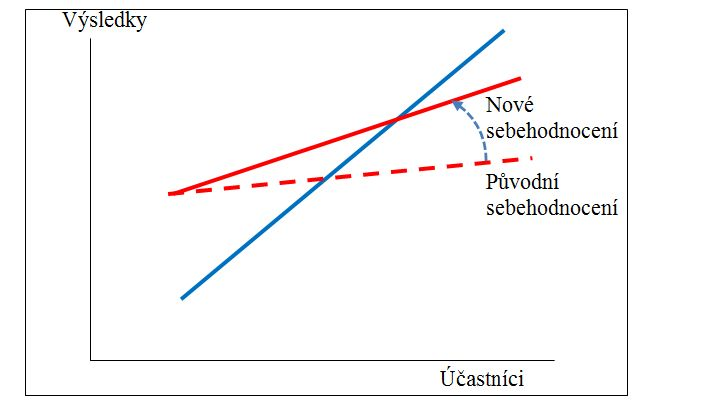 Výsledky
Nové
sebehodnocení
Původní
sebehodnocení
Účastníci